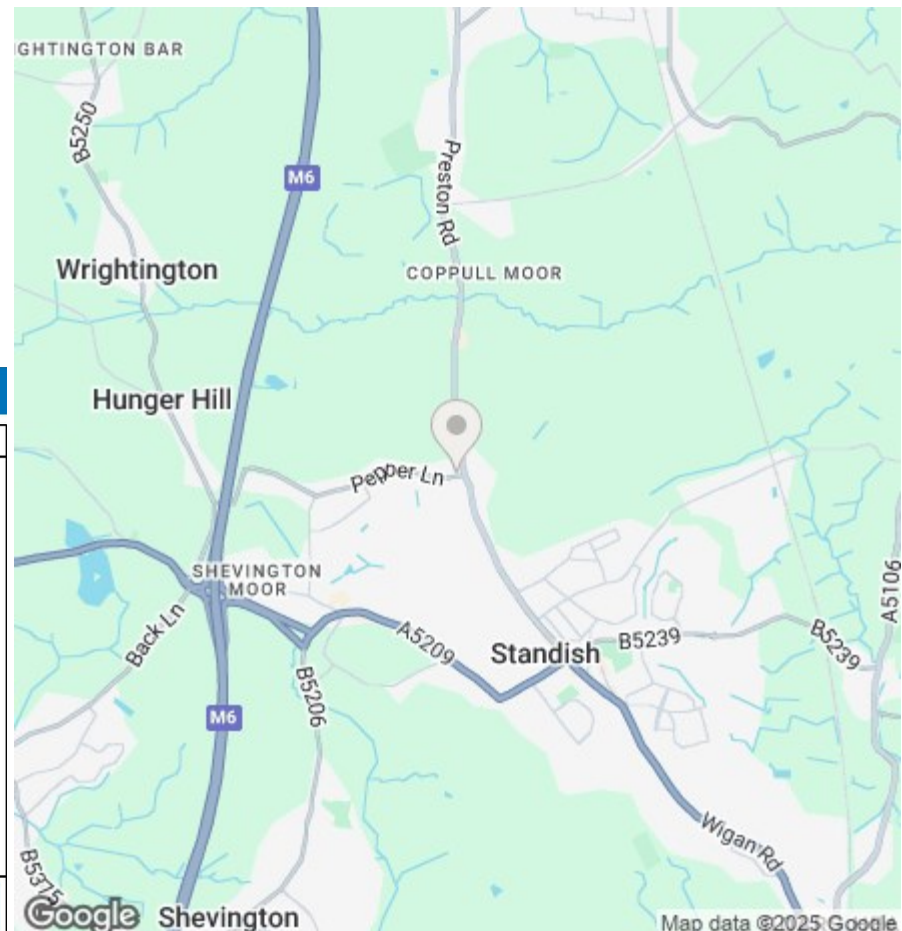 IGHTINGTON BAR
B5250
M6
Preston Rd
Wrightington
COPPULL MOOR
Hunger Hill
Pepper Ln
SHEVINGTON
MOOR
A5106
Back Ln
A5209
Standish
B5239
B5239
B5206
M6
Wigan Rd
B5375
Google
Shevington
Map data ©2025 Google